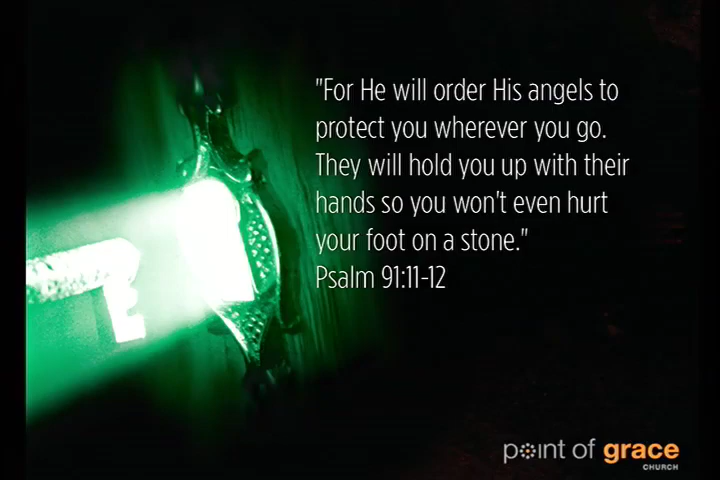 "For He will order His angels to
protect you wherever you go.
They will hold you up with their
hands so you won't even hurt
your foot on a stone."
Psalm 91:11-12
point of grace
CHURCH